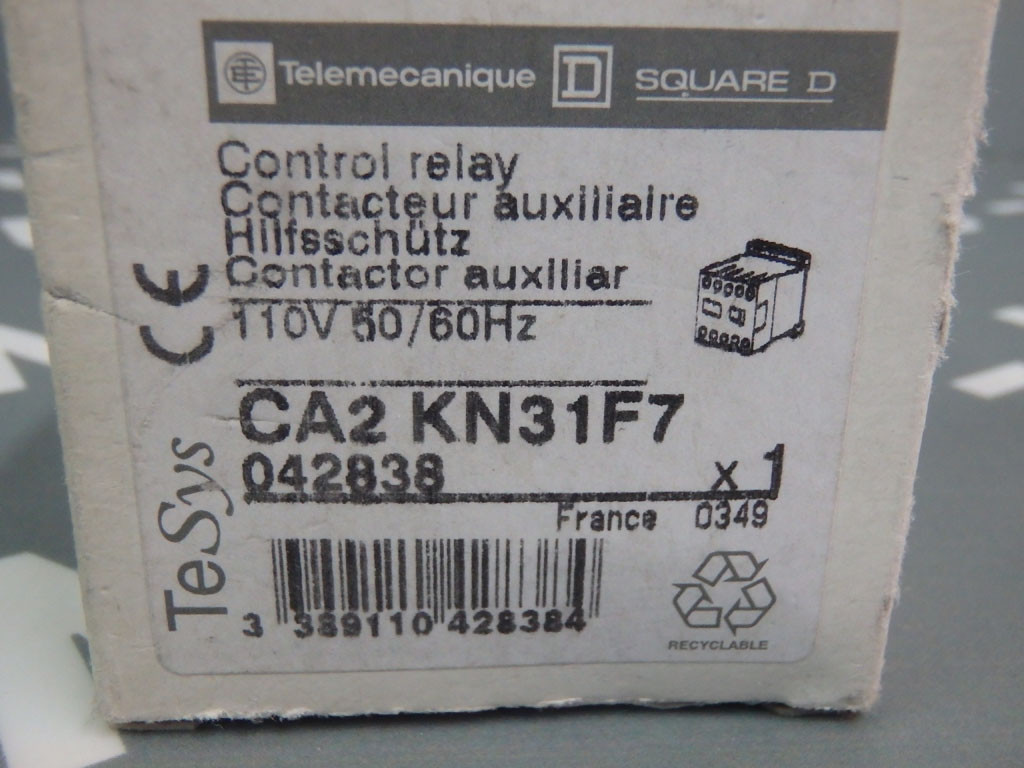 Telemecanique D SQUARE D
Control relay
Contacteur auxiliaire
Hilfsschütz
Contactor auxiliar
110V 50/60Hz
CE
CA2 KN31F7
042838 x 1
France 0349
TeSys
3 389110 428384
RECYCLABLE